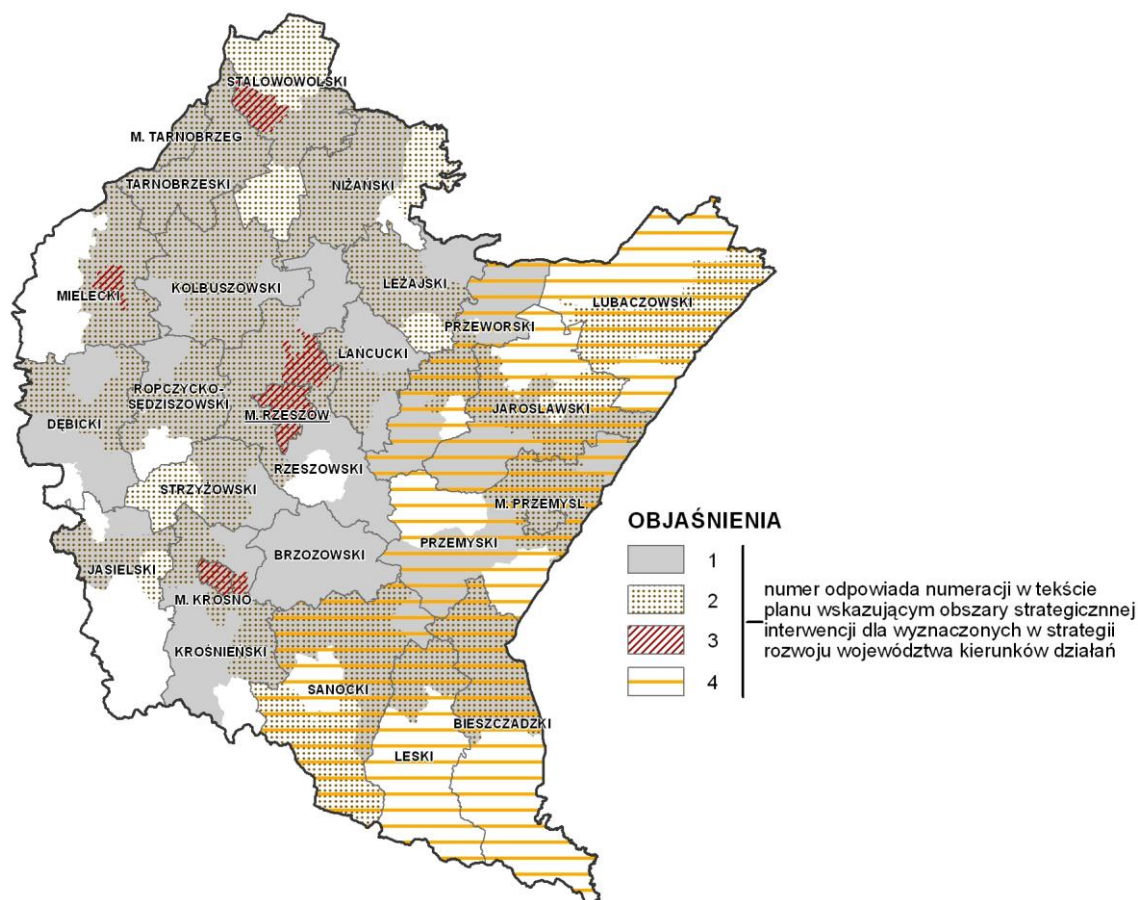 STALOWOWOLSKI
M. TARNOBRZEG
TARNOBRZESKI
NIŻAŃSKI
MIELECKI
KOLBUSZOWSKI
LEŻAJSKI
LUBACZOWSKI
PRZEWORSKI
ŁAŃCUCKI
ROPCZYCKO-
SĘDZISZOWSKI
M. RZESZÓW
JAROSŁAWSKI
DĘBICKI
RZESZOWSKI
STRZYŻOWSKI
M. PRZEMYŚL
PRZEMYSKI
BRZOZOWSKI
JASIELSKI
M. KROSNO
KROŚNIEŃSKI
SANOCKI
BIESZCZADZKI
LESKI
OBJAŚNIENIA
1
2
3
4
numer odpowiada numeracji w tekście
planu wskazującym obszary strategicznnej
interwencji dla wyznaczonych w strategii
rozwoju województwa kierunków działań